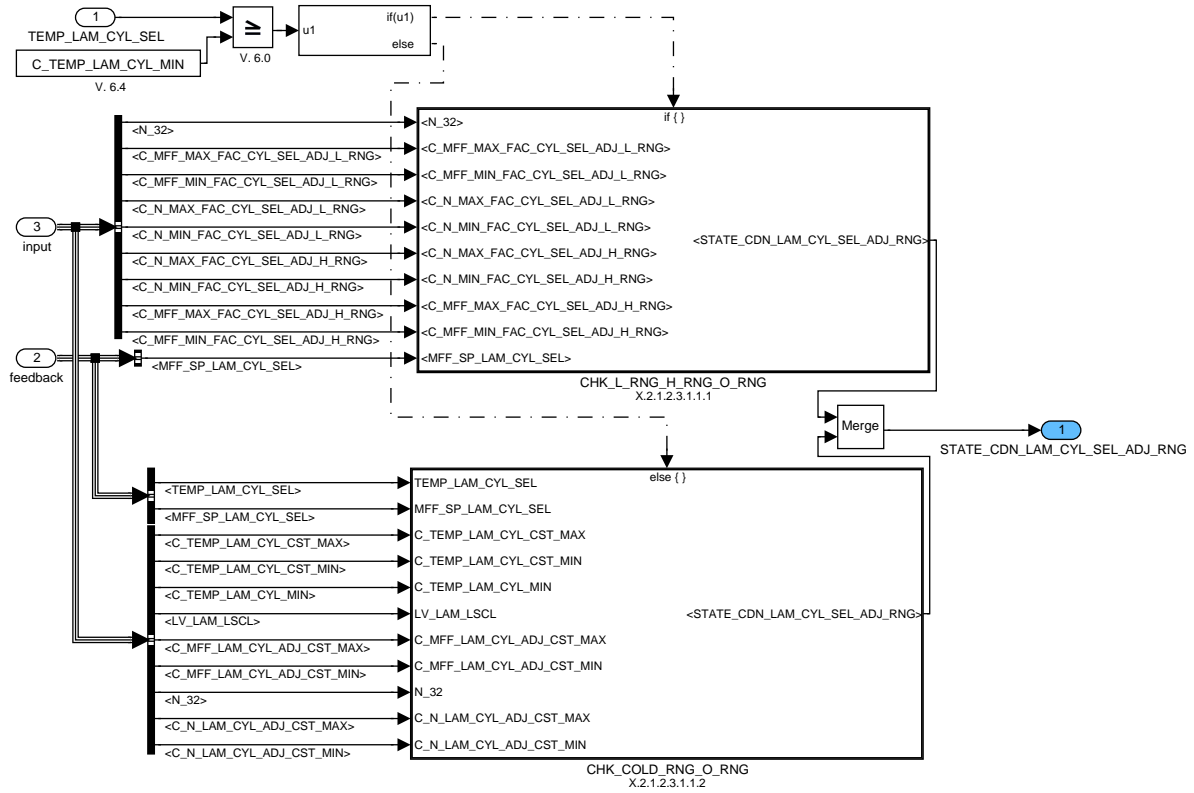 1
TEMP_LAM_CYL_SEL
C_TEMP_LAM_CYL_MIN
V. 6.4
≥
V. 6.0
u1
if(u1)
else
if { }
3
input
2
feedback
<N_32>
<C_MFF_MAX_FAC_CYL_SEL_ADJ_L_RNG>
<C_MFF_MIN_FAC_CYL_SEL_ADJ_L_RNG>
<C_N_MAX_FAC_CYL_SEL_ADJ_L_RNG>
<C_N_MIN_FAC_CYL_SEL_ADJ_L_RNG>
<C_N_MAX_FAC_CYL_SEL_ADJ_H_RNG>
<C_N_MIN_FAC_CYL_SEL_ADJ_H_RNG>
<C_MFF_MAX_FAC_CYL_SEL_ADJ_H_RNG>
<C_MFF_MIN_FAC_CYL_SEL_ADJ_H_RNG>
<MFF_SP_LAM_CYL_SEL>
<N_32>
<C_MFF_MAX_FAC_CYL_SEL_ADJ_L_RNG>
<C_MFF_MIN_FAC_CYL_SEL_ADJ_L_RNG>
<C_N_MAX_FAC_CYL_SEL_ADJ_L_RNG>
<C_N_MIN_FAC_CYL_SEL_ADJ_L_RNG>
<C_N_MAX_FAC_CYL_SEL_ADJ_H_RNG>
<C_N_MIN_FAC_CYL_SEL_ADJ_H_RNG>
<C_MFF_MAX_FAC_CYL_SEL_ADJ_H_RNG>
<C_MFF_MIN_FAC_CYL_SEL_ADJ_H_RNG>
<MFF_SP_LAM_CYL_SEL>
<STATE_CDN_LAM_CYL_SEL_ADJ_RNG>
CHK_L_RNG_H_RNG_O_RNG
X.2.1.2.3.1.1.1
Merge
1
STATE_CDN_LAM_CYL_SEL_ADJ_RNG
else { }
<TEMP_LAM_CYL_SEL>
<MFF_SP_LAM_CYL_SEL>
<C_TEMP_LAM_CYL_CST_MAX>
<C_TEMP_LAM_CYL_CST_MIN>
<C_TEMP_LAM_CYL_MIN>
<LV_LAM_LSCL>
<C_MFF_LAM_CYL_ADJ_CST_MAX>
<C_MFF_LAM_CYL_ADJ_CST_MIN>
<N_32>
<C_N_LAM_CYL_ADJ_CST_MAX>
<C_N_LAM_CYL_ADJ_CST_MIN>
TEMP_LAM_CYL_SEL
MFF_SP_LAM_CYL_SEL
C_TEMP_LAM_CYL_CST_MAX
C_TEMP_LAM_CYL_CST_MIN
C_TEMP_LAM_CYL_MIN
LV_LAM_LSCL
C_MFF_LAM_CYL_ADJ_CST_MAX
C_MFF_LAM_CYL_ADJ_CST_MIN
N_32
C_N_LAM_CYL_ADJ_CST_MAX
C_N_LAM_CYL_ADJ_CST_MIN
<STATE_CDN_LAM_CYL_SEL_ADJ_RNG>
CHK_COLD_RNG_O_RNG
X.2.1.2.3.1.1.2